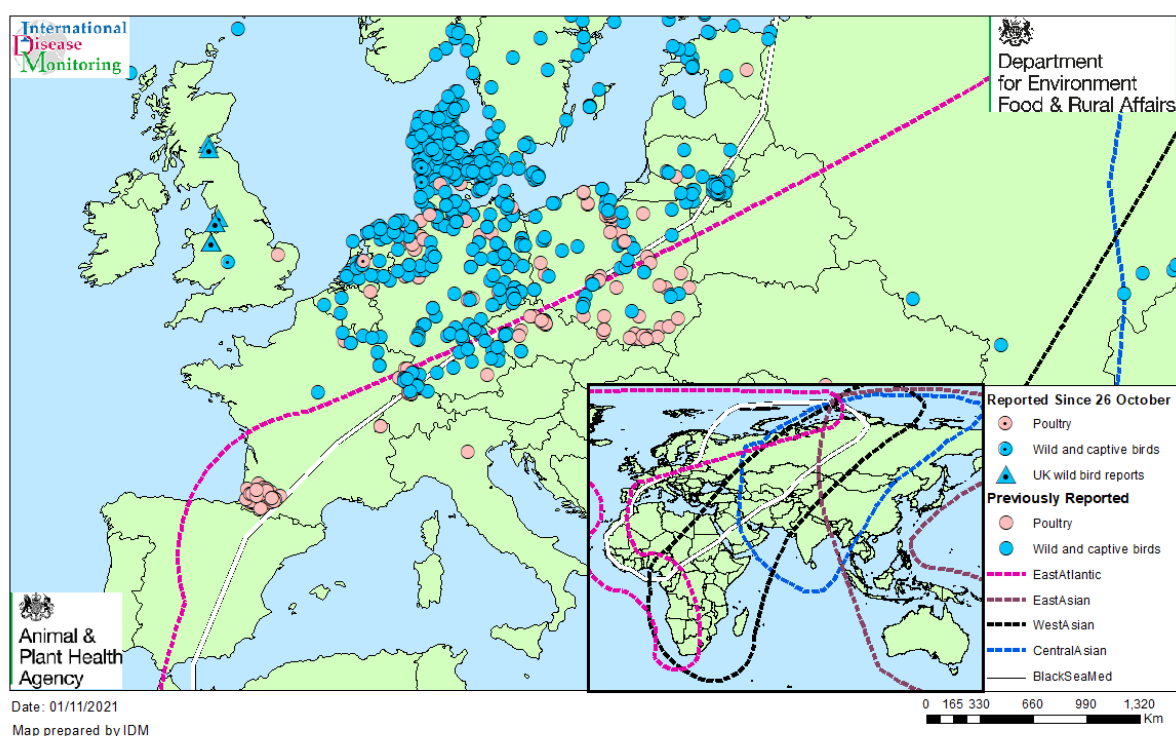 International
Disease
Monitoring
Department
for Environment
Food & Rural Affairs
Reported Since 26 October
Poultry
Wild and captive birds
UK wild bird reports
Previously Reported
Poultry
Wild and captive birds
EastAtlantic
EastAsian
WestAsian
CentralAsian
BlackSeaMed
Animal &
Plant Health
Agency
Date: 01/11/2021
Map prepared by IDM
0 165 330 660 990 1,320
Km